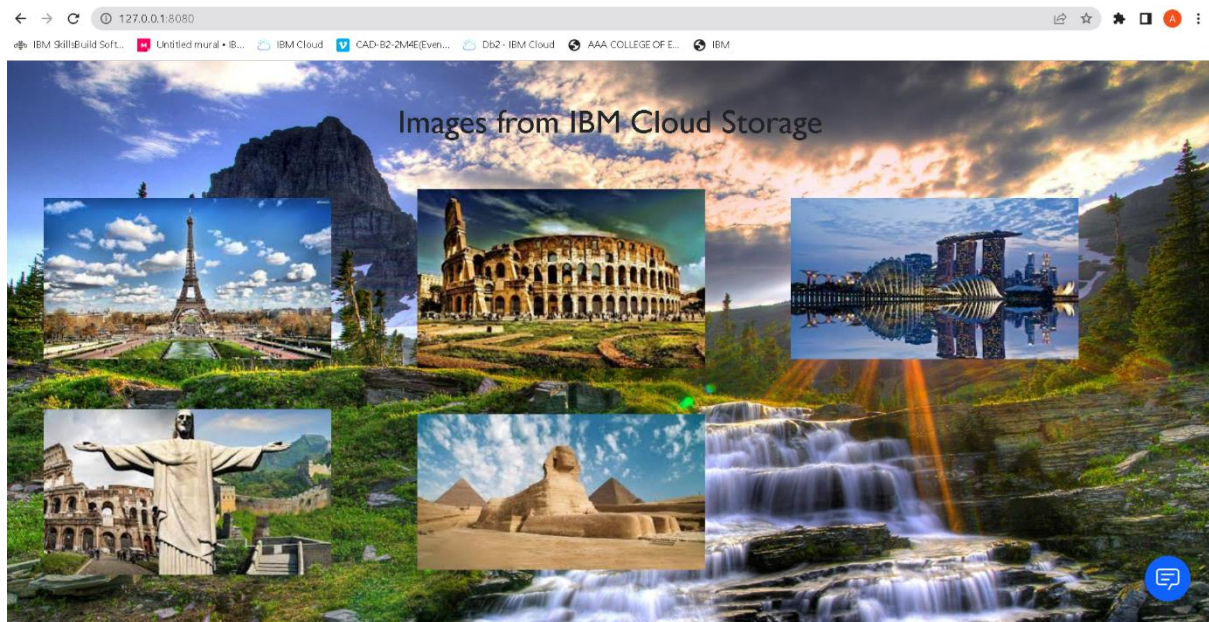 127.0.0.1:8080
IBM SkillsBuild Soft... Untitled mural • IB... IBM Cloud CAD-B2-2M4E(Even... Db2 - IBM Cloud AAA COLLEGE OF E... IBM
Images from IBM Cloud Storage